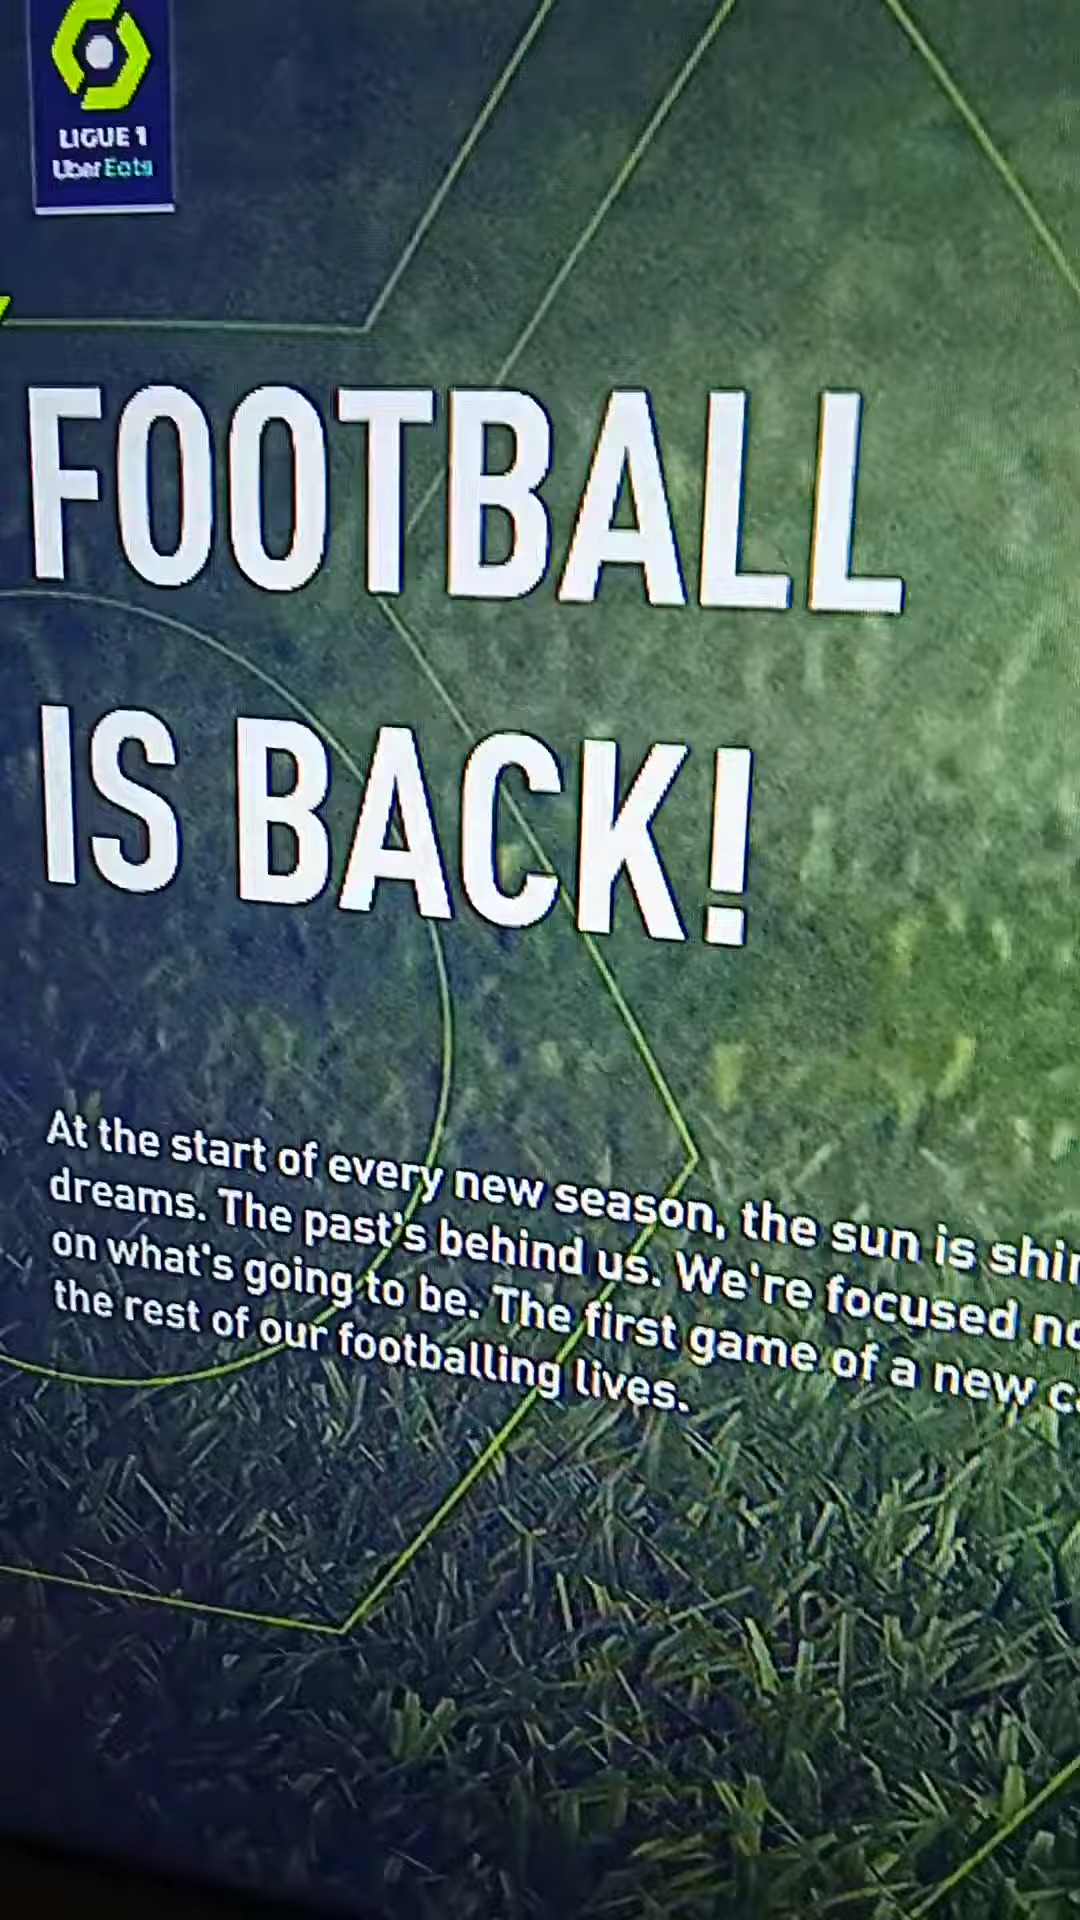 LIGUE 1
Uber Eats
FOOTBALL
IS BACK!
At the start of every new season, the sun is
dreams. The past's behind us. We're focused
on what's going to be. The first game of a new
the rest of our footballing lives.